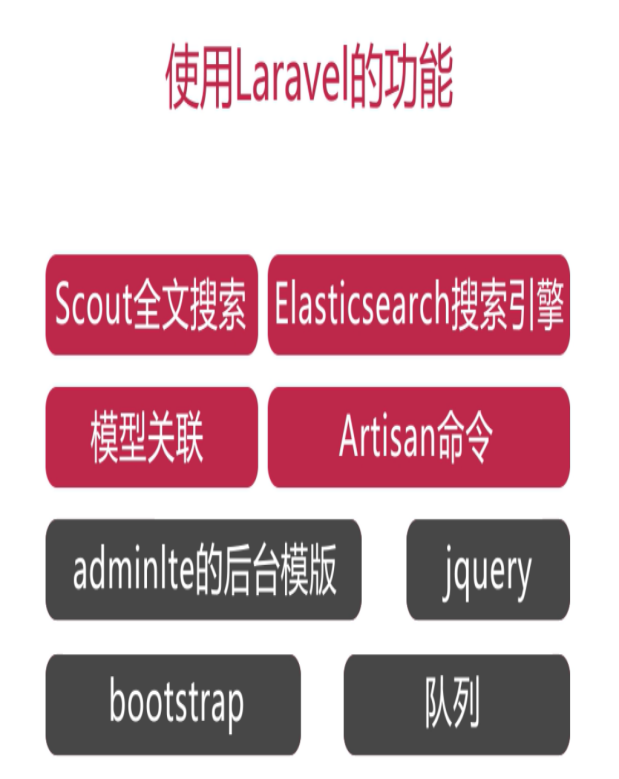 使用Laravel的功能
Scout全文搜索
Elasticsearch搜索引擎
模型关联
Artisan命令
adminlte的后台模版
jquery
bootstrap
队列